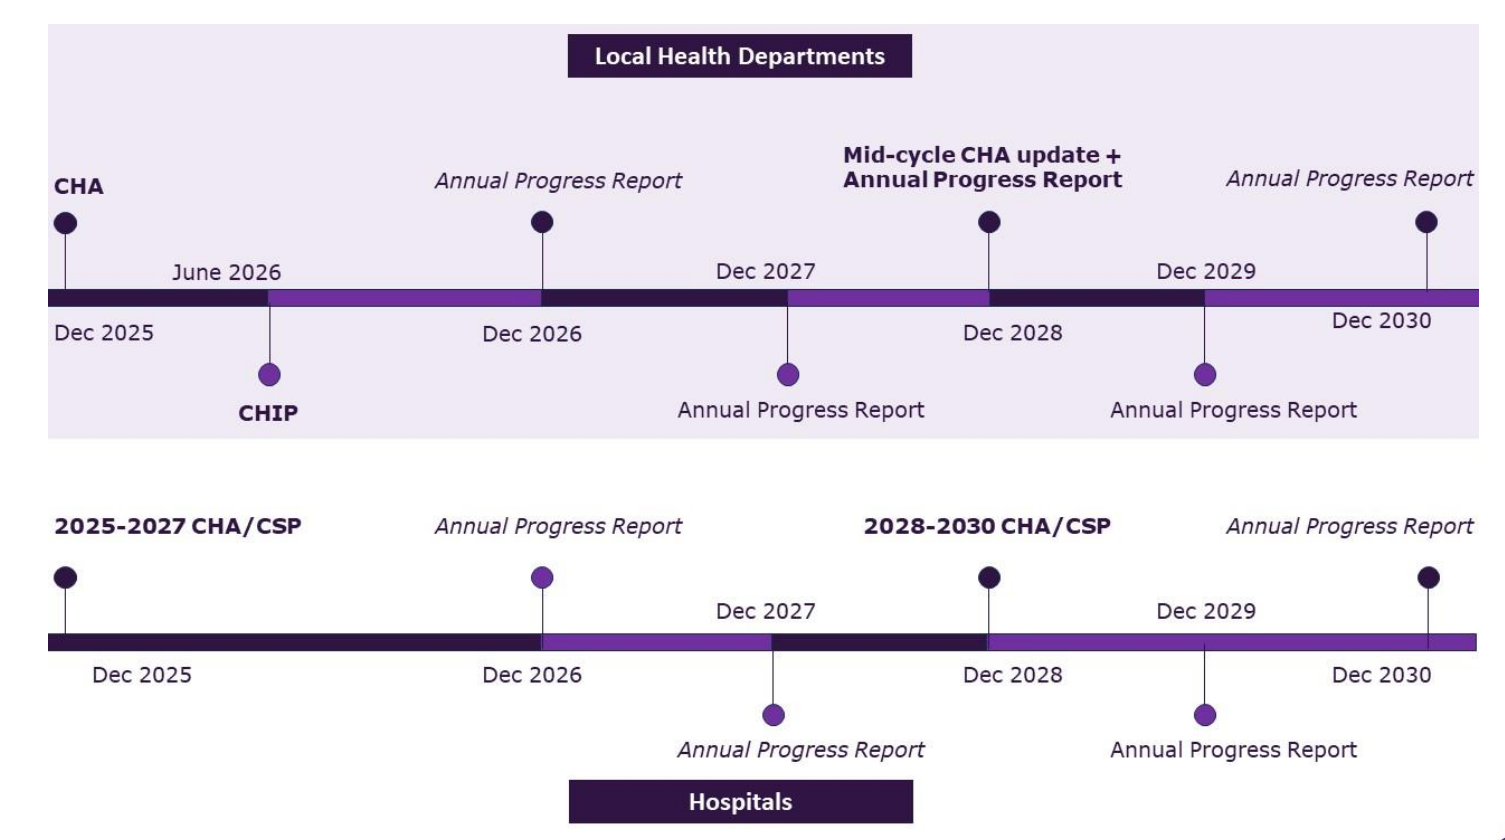 Local Health Departments
Mid-cycle CHA update +
CHA
Annual Progress Report
Annual Progress Report
Annual Progress Report
June 2026
Dec 2027
Dec 2029
Dec 2025
Dec 2026
Dec 2028
Dec 2030
CHIP
Annual Progress Report
Annual Progress Report
2025-2027 CHA/CSP
Annual Progress Report
2028-2030 CHA/CSP
Annual Progress Report
Dec 2027
Dec 2029
Dec 2025
Dec 2026
Dec 2028
Dec 2030
Annual Progress Report
Annual Progress Report
Hospitals